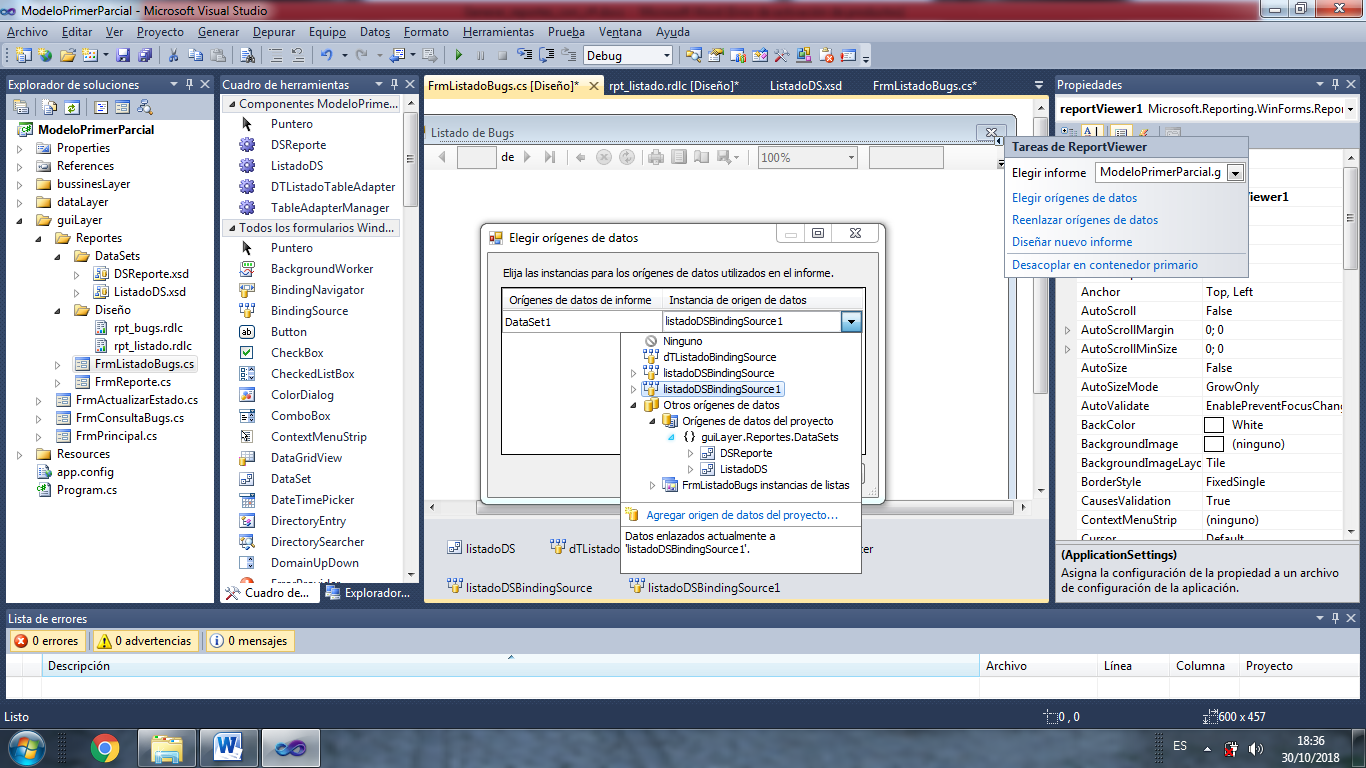 ModeloPrimerParcial - Microsoft Visual Studio
Archivo Editar Ver Proyecto Generar Depurar Equipo Datos Formato Herramientas Prueba Ventana Ayuda
Debug
Explorador de soluciones
ModeloPrimerParcial
Properties
References
bussinesLayer
dataLayer
guiLayer
Reportes
DataSets
DSReporte.xsd
ListadoDS.xsd
Diseño
rpt_bugs.rdlc
rpt_listado.rdlc
FrmListadoBugs.cs
FrmReporte.cs
FrmActualizarEstado.cs
FrmConsultaBugs.cs
FrmPrincipal.cs
Resources
app.config
Program.cs
Cuadro de herramientas
Componentes ModeloPrime...
Puntero
DSReporte
ListadoDS
DTListadoTableAdapter
TableAdapterManager
Todos los formularios Wind...
Puntero
BackgroundWorker
BindingNavigator
BindingSource
Button
CheckBox
CheckedListBox
ColorDialog
ComboBox
ContextMenuStrip
DataGridView
DataSet
DateTimePicker
DirectoryEntry
DirectorySearcher
DomainUpDown
ErrorProvider
Cuadro de...
Explorador...
FrmListadoBugs.cs [Diseño]*
rpt_listado.rdlc [Diseño]*
ListadoDS.xsd
FrmListadoBugs.cs*
Listado de Bugs
de
100%
Elegir orígenes de datos
Elija las instancias para los orígenes de datos utilizados en el informe.
Orígenes de datos de informe
Instancia de origen de datos
DataSet1
listadoDSBindingSource1
Ninguno
dTListadoBindingSource
listadoDSBindingSource
listadoDSBindingSource1
Otros orígenes de datos
Orígenes de datos del proyecto
guiLayer.Reportes.DataSets
DSReporte
ListadoDS
FrmListadoBugs instancias de listas
Agregar origen de datos del proyecto...
Datos enlazados actualmente a
'listadoDSBindingSource1'.
listadoDS
dTListado
ter
listadoDSBindingSource
listadoDSBindingSource1
Propiedades
reportViewer1 Microsoft.Reporting.WinForms.Repor
Tareas de ReportViewer
Elegir informe
ModeloPrimerParcial.g
Elegir orígenes de datos
Reenlazar orígenes de datos
Diseñar nuevo informe
Desacoplar en contenedor primario
wer1
Anchor Top, Left
AutoScroll False
AutoScrollMargin 0; 0
AutoScrollMinSize 0; 0
AutoSize False
AutoSizeMode GrowOnly
AutoValidate EnablePreventFocusChang
BackColor White
BackgroundImage (ninguno)
BackgroundImageLayc Tile
BorderStyle FixedSingle
CausesValidation True
ContextMenuStrip (ninguno)
Cursor Default
(ApplicationSettings)
Asigna la configuración de la propiedad a un archivo
de configuración de la aplicación.
Lista de errores
0 errores
0 advertencias
0 mensajes
Descripción Archivo Línea Columna Proyecto
Listo
0 , 0
600 x 457
ES
18:36
30/10/2018